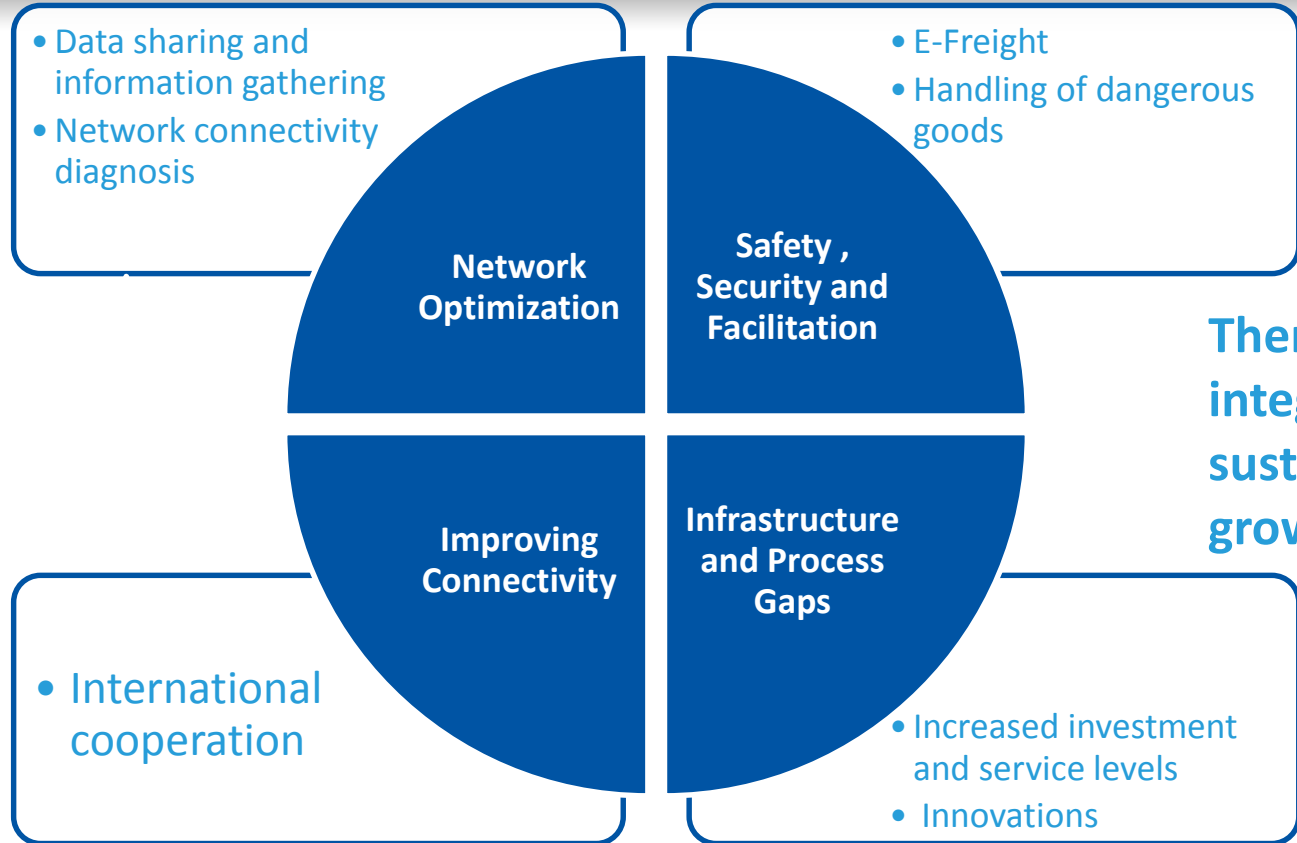 • Data sharing and
information gathering
• Network connectivity
diagnosis
• E-Freight
• Handling of dangerous
goods
Network
Optimization
Safety ,
Security and
Facilitation
Improving
Connectivity
Infrastructure
and Process
Gaps
• International
cooperation
• Increased investment
and service levels
• Innovations